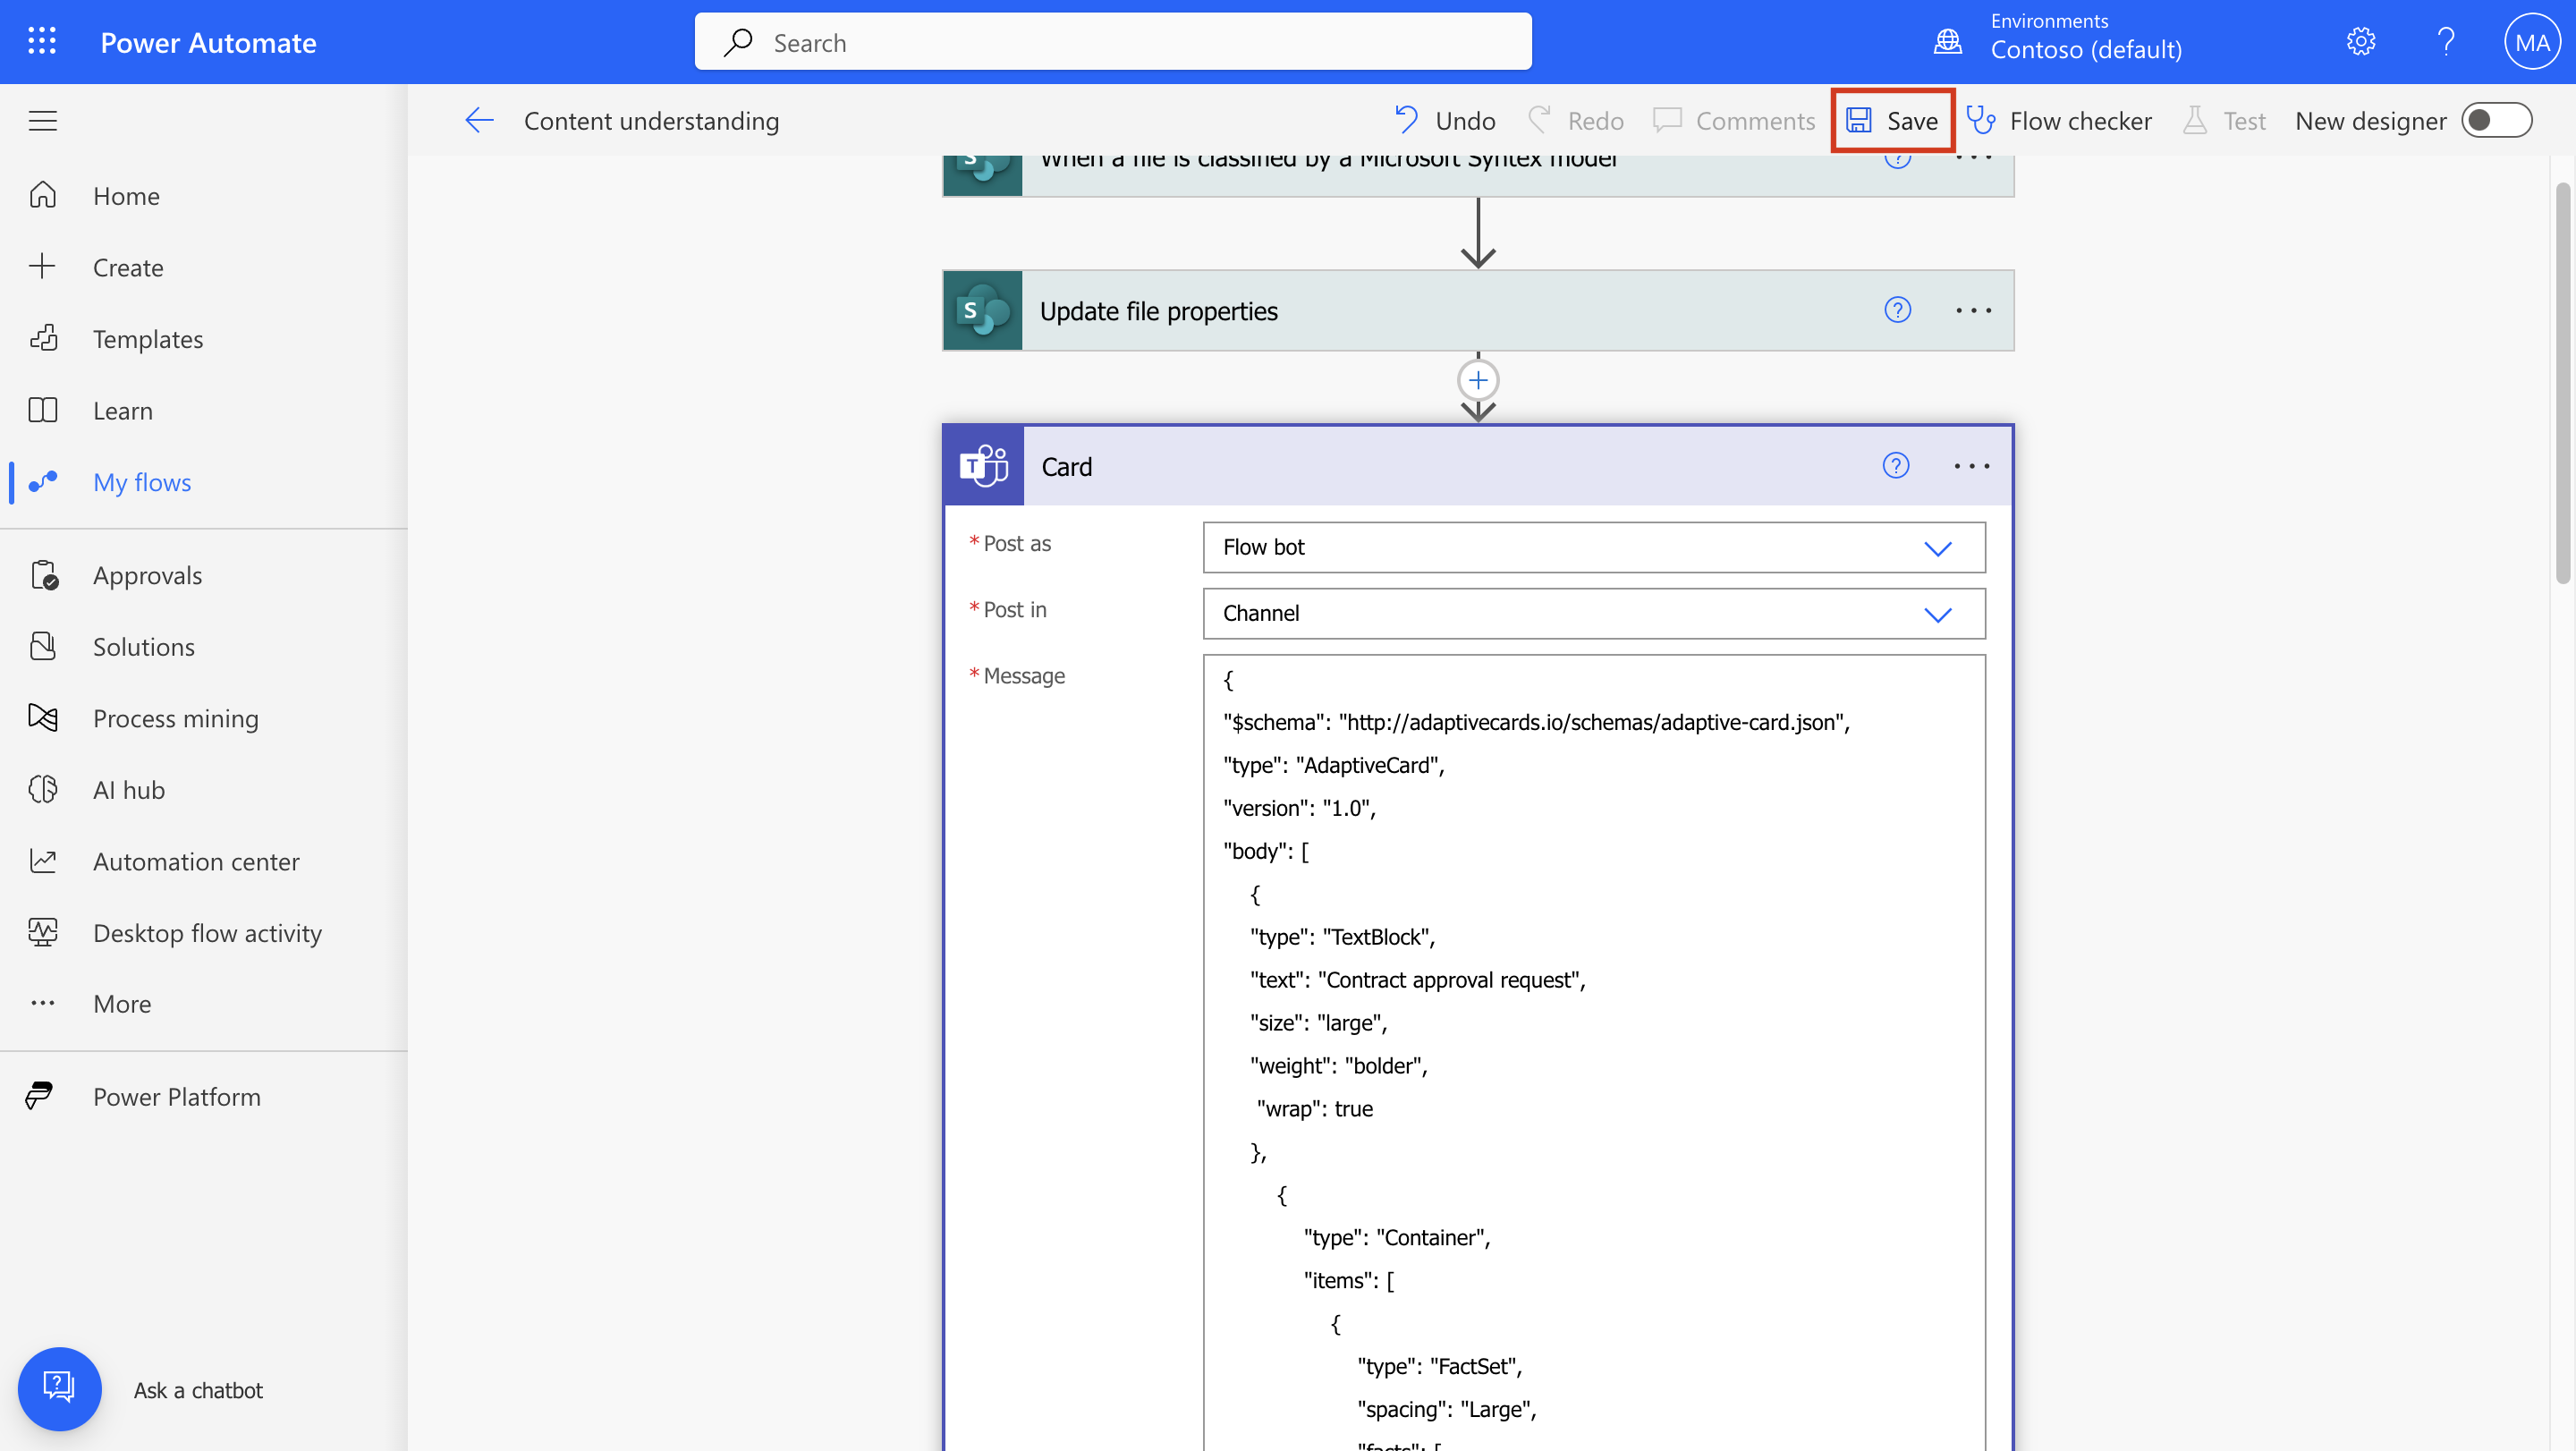 Power Automate
Search
Environments
Contoso (default)
MA
Content understanding
Undo
Redo
Comments
Save
Flow checker
Test
New designer
Home
Create
Templates
Learn
My flows
Approvals
Solutions
Process mining
AI hub
Automation center
Desktop flow activity
More
Power Platform
Ask a chatbot
When a file is classified by a Microsoft Syntex model
Update file properties
Card
* Post as
Flow bot
* Post in
Channel
* Message
{
"$schema": "http://adaptivecards.io/schemas/adaptive-card.json",
"type": "AdaptiveCard",
"version": "1.0",
"body": [
{
"type": "TextBlock",
"text": "Contract approval request",
"size": "large",
"weight": "bolder",
"wrap": true
},
{
"type": "Container",
"items": [
{
"type": "FactSet",
"spacing": "Large",
"facts": [